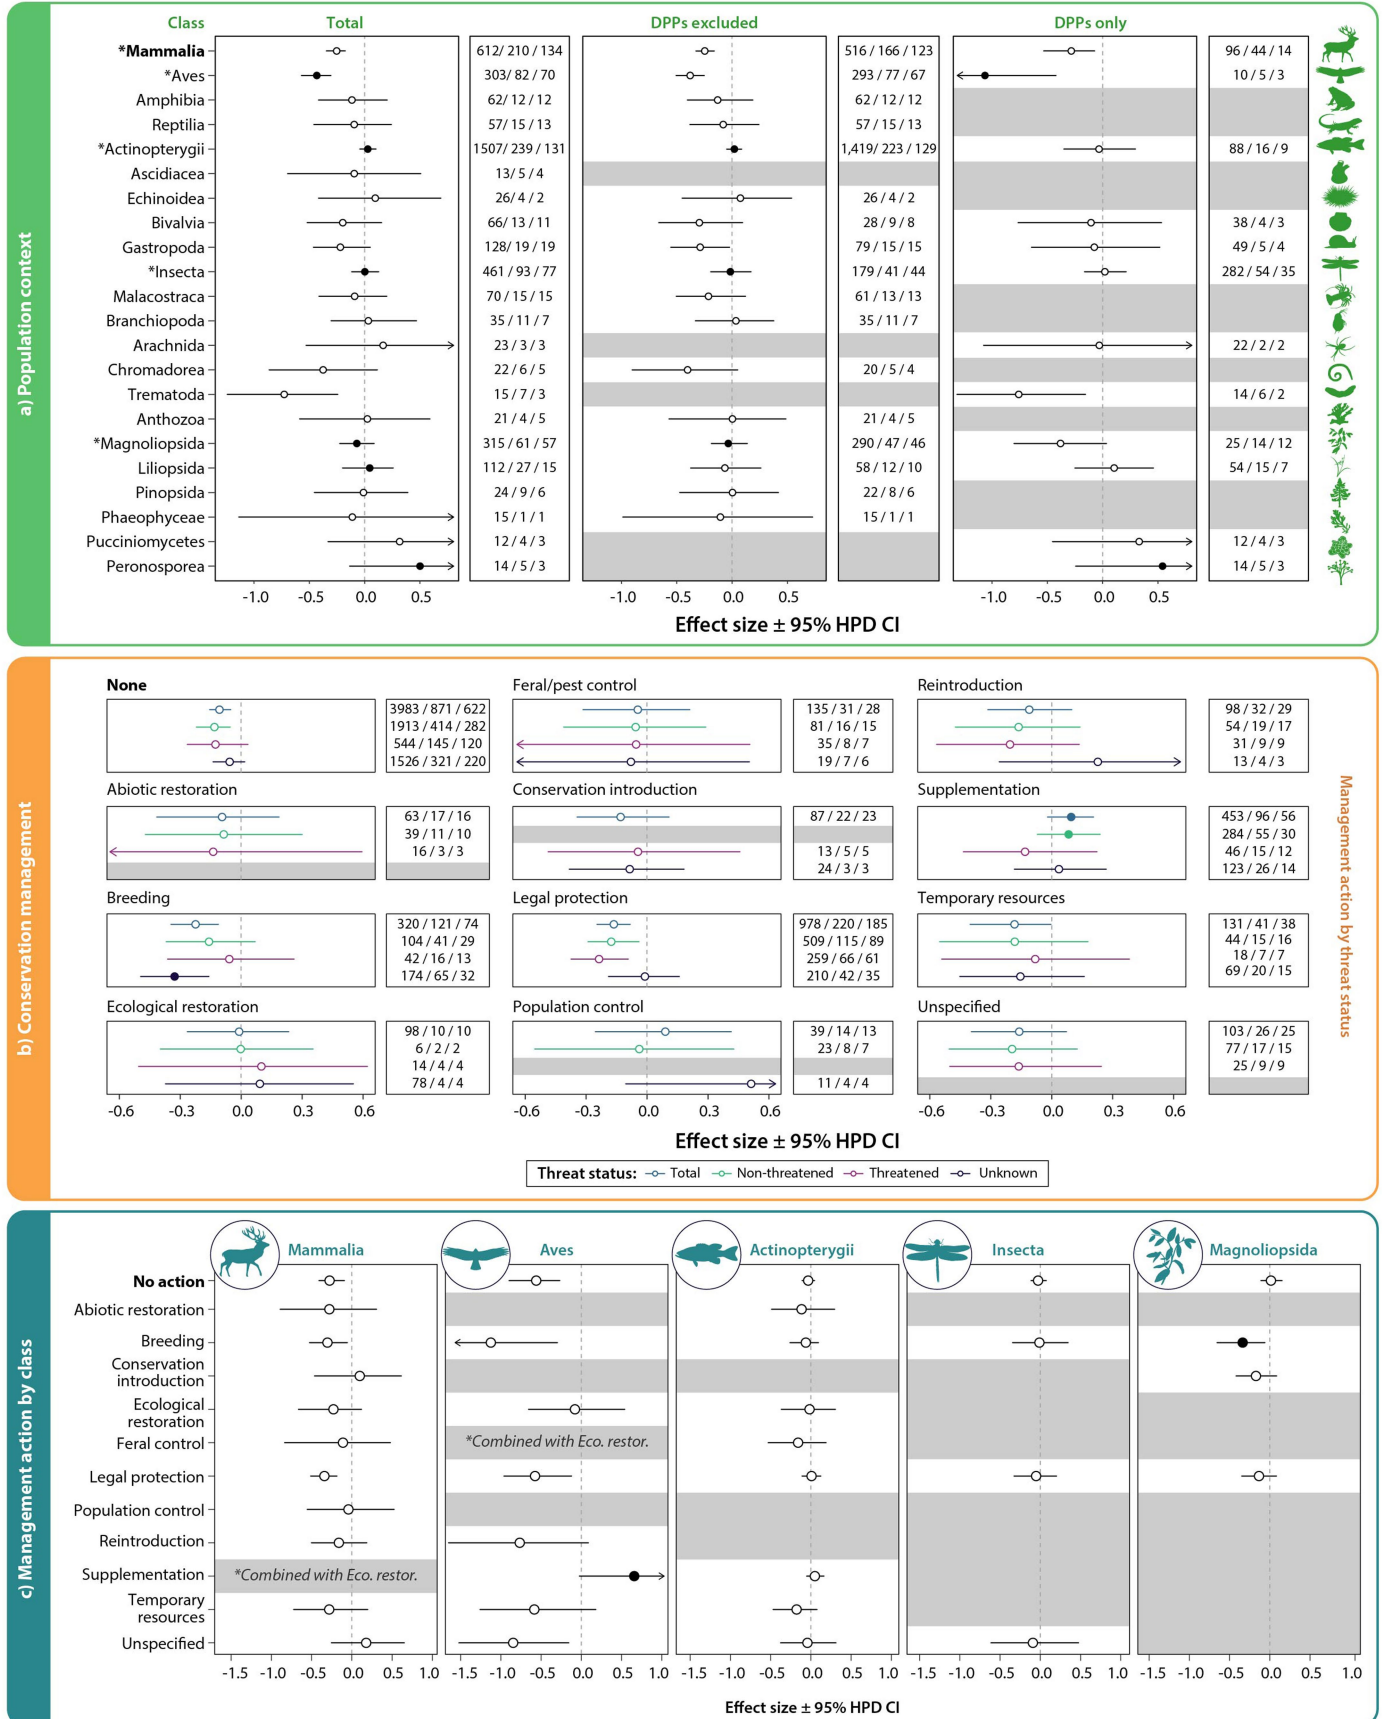 a) Population context
Class Total DPPs excluded DPPs only
*Mammalia 612/ 210 / 134 516 / 166 / 123 96 / 44 / 14
*Aves 303/ 82 / 70 293 / 77 / 67 10 / 5 / 3
Amphibia 62/ 12 / 12 62 / 12 / 12
Reptilia 57/ 15 / 13 57 / 15 / 13
*Actinopterygii 1507/ 239 / 131 1,419/ 223 / 129 88 / 16 / 9
Ascidiacea 13/ 5 / 4
Echinoidea 26/ 4 / 2 26 / 4 / 2
Bivalvia 66/ 13 / 11 28 / 9 / 8 38 / 4 / 3
Gastropoda 128/ 19 / 19 79 / 15 / 15 49 / 5 / 4
*Insecta 461 / 93 / 77 179 / 41 / 44 282 / 54 / 35
Malacostraca 70 / 15 / 15 61 / 13 / 13
Branchiopoda 35 / 11 / 7 35 / 11 / 7
Arachnida 23 / 3 / 3 22 / 2 / 2
Chromadorea 22 / 6 / 5 20 / 5 / 4
Trematoda 15 / 7 / 3 14 / 6 / 2
Anthozoa 21 / 4 / 5 21 / 4 / 5
*Magnoliopsida 315 / 61 / 57 290 / 47 / 46 25 / 14 / 12
Liliopsida 112 / 27 / 15 58 / 12 / 10 54 / 15 / 7
Pinopsida 24 / 9 / 6 22 / 8 / 6
Phaeophyceae 15 / 1 / 1 15 / 1 / 1
Pucciniomycetes 12 / 4 / 3 12 / 4 / 3
Peronosporea 14 / 5 / 3 14 / 5 / 3
-1.0 -0.5 0.0 0.5 -1.0 -0.5 0.0 0.5 -1.0 -0.5 0.0 0.5
Effect size ± 95% HPD CI
b) Conservation management
None Feral/pest control Reintroduction
3983 / 871 / 622 135 / 31 / 28 98 / 32 / 29
1913 / 414 / 282 81 / 16 / 15 54 / 19 / 17
544 / 145 / 120 35 / 8 / 7 31 / 9 / 9
1526 / 321 / 220 19 / 7 / 6 13 / 4 / 3
Abiotic restoration Conservation introduction Supplementation
63 / 17 / 16 87 / 22 / 23 453 / 96 / 56
39 / 11 / 10 284 / 55 / 30
16 / 3 / 3 13 / 5 / 5 46 / 15 / 12
24 / 3 / 3 123 / 26 / 14
Breeding Legal protection Temporary resources
320 / 121 / 74 978 / 220 / 185 131 / 41 / 38
104 / 41 / 29 509 / 115 / 89 44 / 15 / 16
42 / 16 / 13 259 / 66 / 61 18 / 7 / 7
174 / 65 / 32 210 / 42 / 35 69 / 20 / 15
Ecological restoration Population control Unspecified
98 / 10 / 10 39 / 14 / 13 103 / 26 / 25
6 / 2 / 2 23 / 8 / 7 77 / 17 / 15
14 / 4 / 4 25 / 9 / 9
78 / 4 / 4 11 / 4 / 4
-0.6 -0.3 0.0 0.3 0.6 -0.6 -0.3 0.0 0.3 0.6 -0.6 -0.3 0.0 0.3 0.6
Effect size ± 95% HPD CI
Threat status: Total Non-threatened Threatened Unknown
Management action by threat status
c) Management action by class
Mammalia Aves Actinopterygii Insecta Magnoliopsida
No action
Abiotic restoration
Breeding
Conservation
introduction
Ecological
restoration
Feral control *Combined with Eco. restor.
Legal protection
Population control
Reintroduction
Supplementation *Combined with Eco. restor.
Temporary
resources
Unspecified
-1.5 -1.0 -0.5 0.0 0.5 1.0 -1.5 -1.0 -0.5 0.0 0.5 1.0 -1.5 -1.0 -0.5 0.0 0.5 1.0 -1.5 -1.0 -0.5 0.0 0.5 1.0 -1.5 -1.0 -0.5 0.0 0.5 1.0
Effect size ± 95% HPD CI